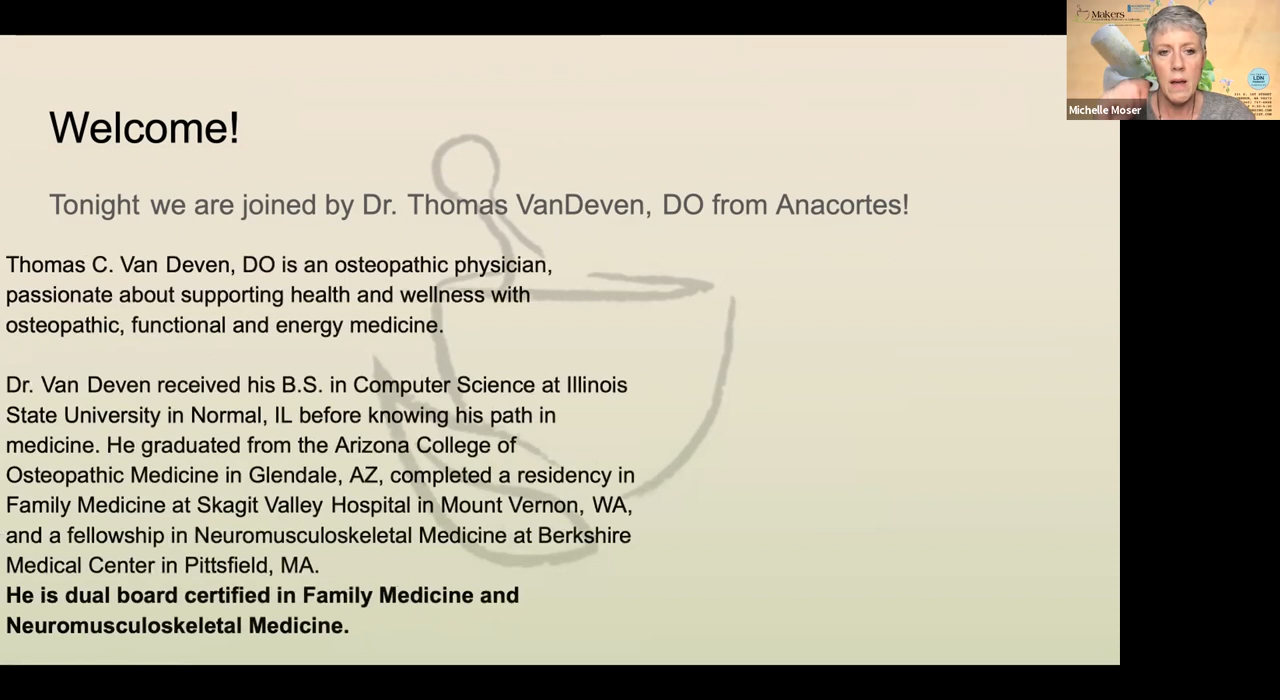 Welcome!
Tonight we are joined by Dr. Thomas VanDeven, DO from Anacortes!
Thomas C. Van Deven, DO is an osteopathic physician,
passionate about supporting health and wellness with
osteopathic, functional and energy medicine.
Dr. Van Deven received his B.S. in Computer Science at Illinois
State University in Normal, IL before knowing his path in
medicine. He graduated from the Arizona College of
Osteopathic Medicine in Glendale, AZ, completed a residency in
Family Medicine at Skagit Valley Hospital in Mount Vernon, WA,
and a fellowship in Neuromusculoskeletal Medicine at Berkshire
Medical Center in Pittsfield, MA.
He is dual board certified in Family Medicine and
Neuromusculoskeletal Medicine.
Makers
LDN
Michelle Moser